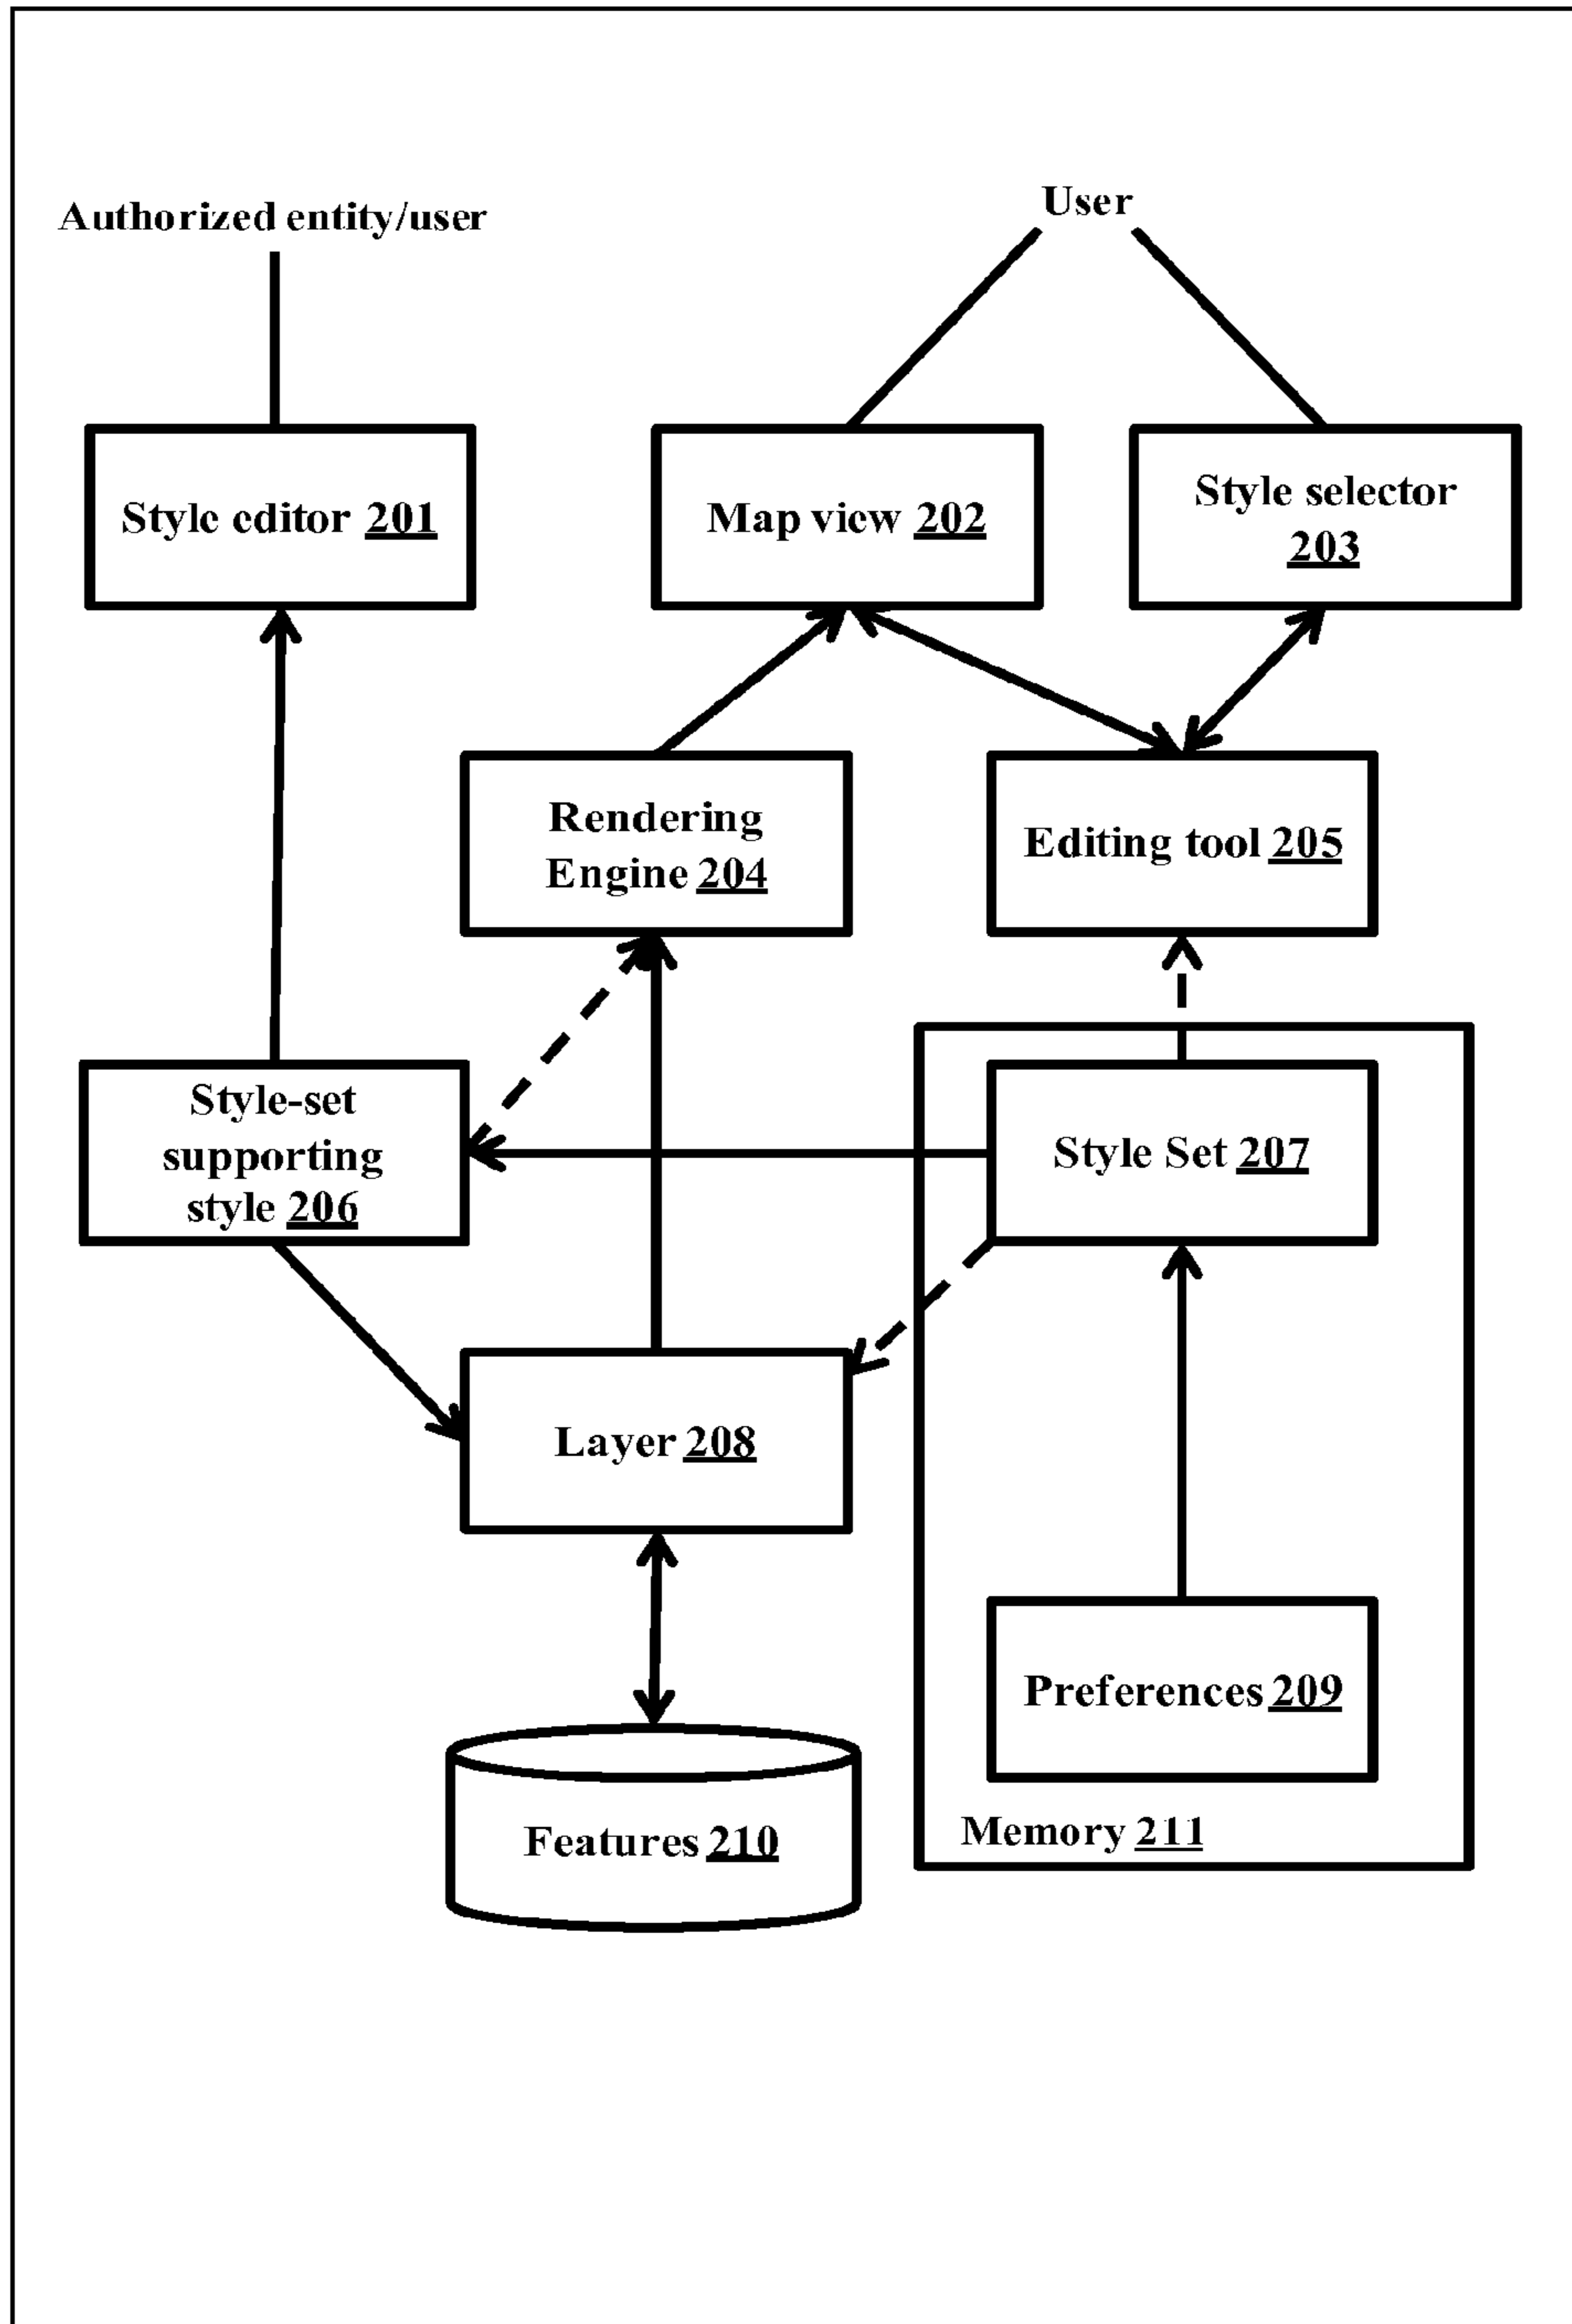 Authorized entity/user
User
Style editor 201
Map view 202
Style selector
203
Rendering
Engine 204
Editing tool 205
Style-set
supporting
style 206
Style Set 207
Layer 208
Preferences 209
Memory 211
Features 210